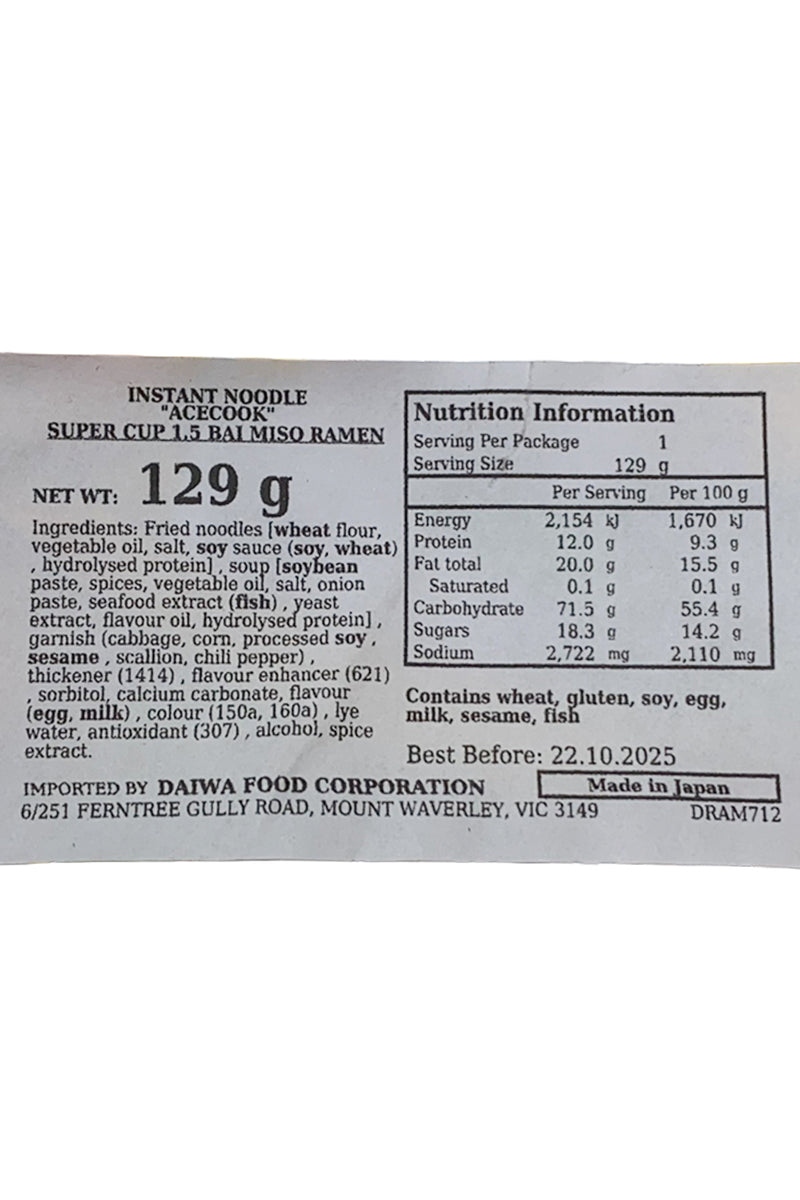 INSTANT NOODLE
"ACECOOK"
SUPER CUP 1.5 BAI MISO RAMEN
NET WT: 129 g
Ingredients: Fried noodles [wheat flour,
vegetable oil, salt, soy sauce (soy, wheat)
, hydrolysed protein] , soup [soybean
paste, spices, vegetable oil, salt, onion
paste, seafood extract (fish) , yeast
extract, flavour oil, hydrolysed protein] ,
garnish (cabbage, corn, processed soy ,
sesame , scallion, chili pepper) ,
thickener (1414) , flavour enhancer (621)
, sorbitol, calcium carbonate, flavour
(egg, milk) , colour (150a, 160a) , lye
water, antioxidant (307) , alcohol, spice
extract.
Nutrition Information
Serving Per Package 1
Serving Size 129 g
Per Serving Per 100 g
Energy 2,154 kJ 1,670 kJ
Protein 12.0 g 9.3 g
Fat total 20.0 g 15.5 g
Saturated 0.1 g 0.1 g
Carbohydrate 71.5 g 55.4 g
Sugars 18.3 g 14.2 g
Sodium 2,722 mg 2,110 mg
Contains wheat, gluten, soy, egg,
milk, sesame, fish
Best Before: 22.10.2025
IMPORTED BY DAIWA FOOD CORPORATION
Made in Japan
6/251 FERNTREE GULLY ROAD, MOUNT WAVERLEY, VIC 3149
DRAM712